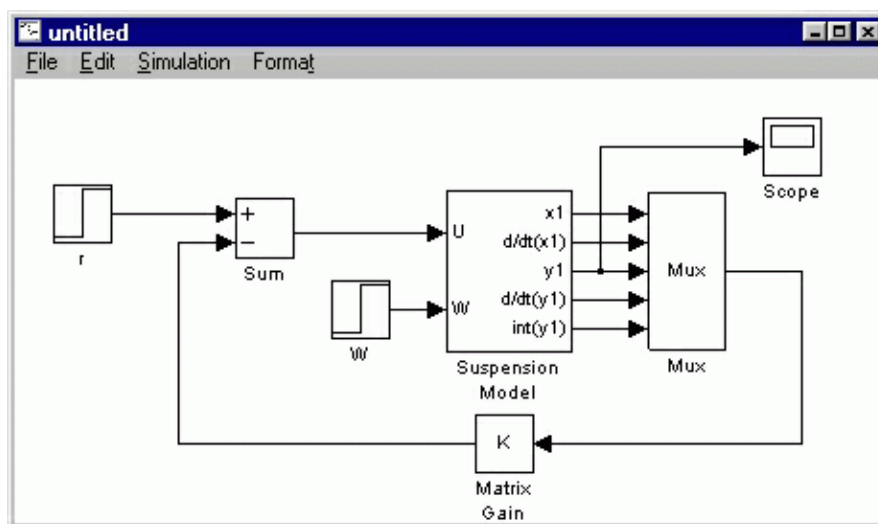 untitled
File Edit Simulation Format
Scope
r
+
−
Sum
W
U
W
x1
d/dt(x1)
y1
d/dt(y1)
int(y1)
Suspension
Model
Mux
Mux
K
Matrix
Gain